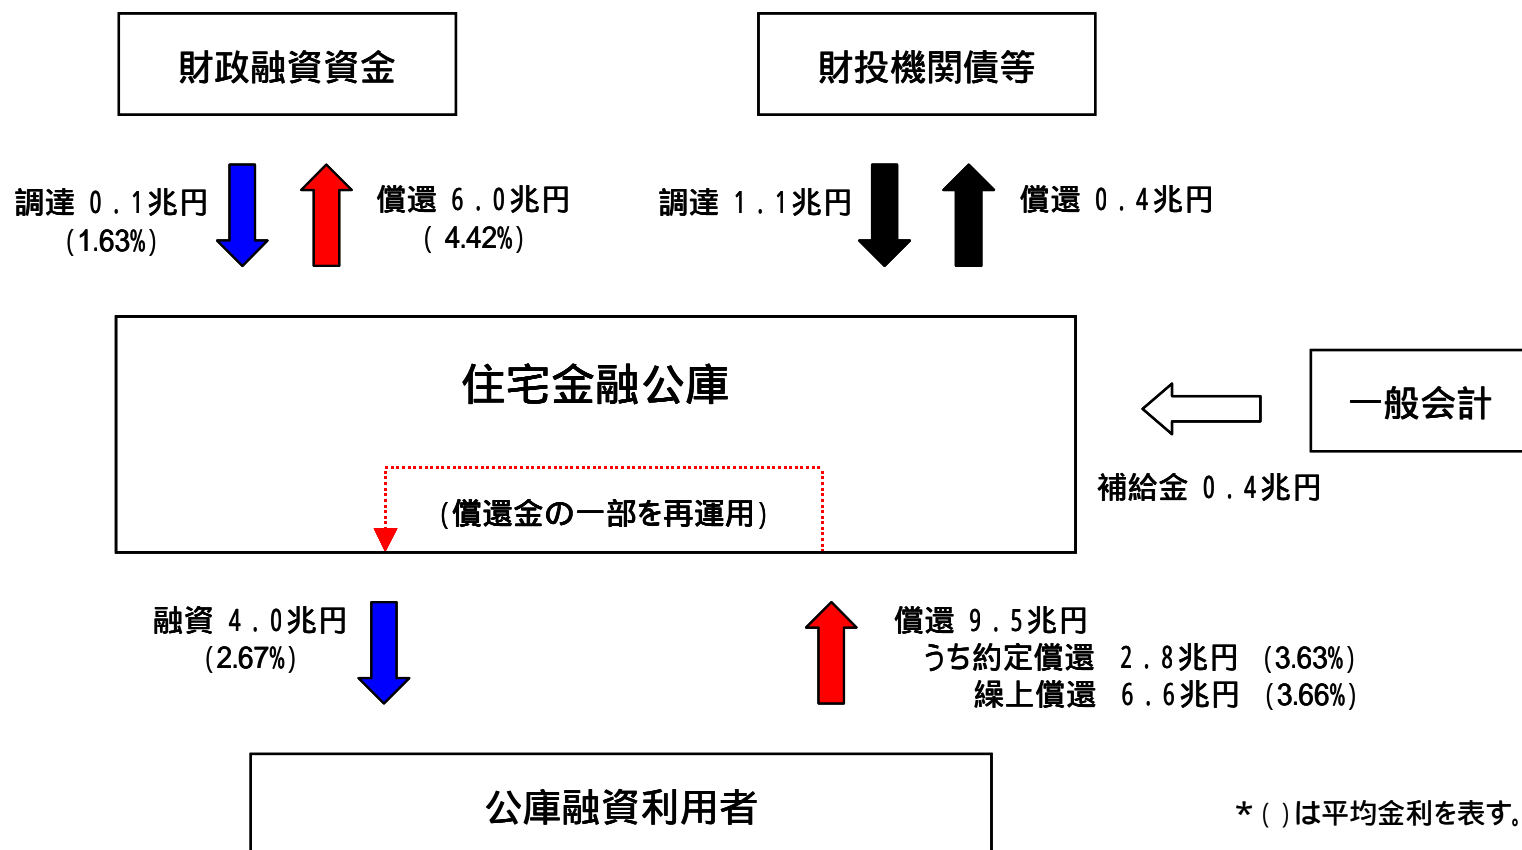 財政融資資金
財投機関債等
調達 0.1兆円
(1.63%)
償還 6.0兆円
( 4.42%)
調達 1.1兆円
償還 0.4兆円
住宅金融公庫
一般会計
補給金 0.4兆円
(償還金の一部を再運用)
融資 4.0兆円
(2.67%)
償還 9.5兆円
うち約定償還 2.8兆円 (3.63%)
繰上償還 6.6兆円 (3.66%)
公庫融資利用者
*( )は平均金利を表す。